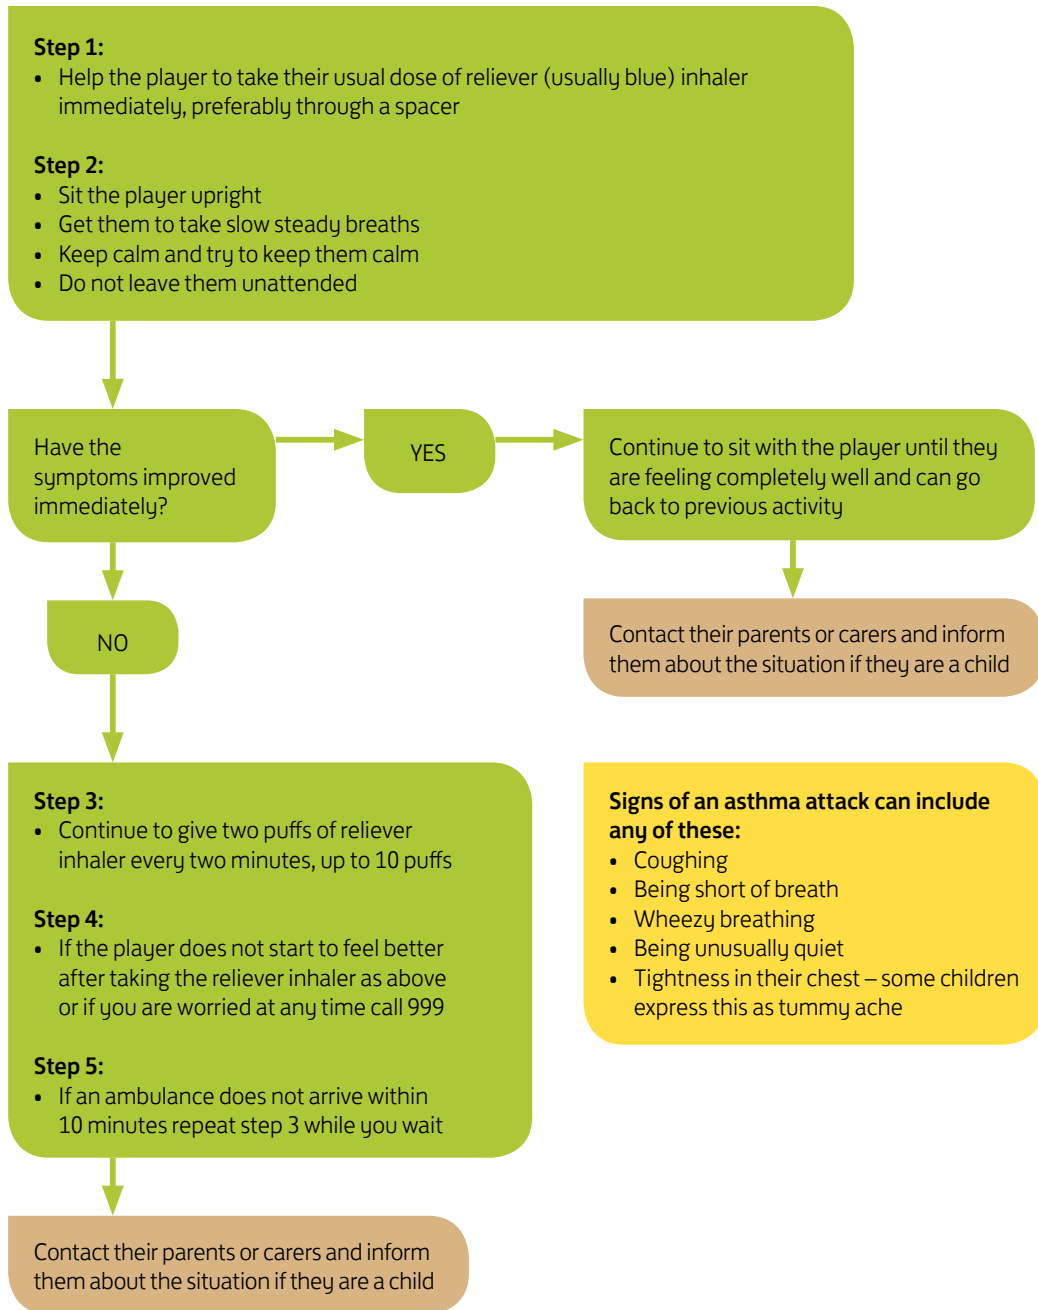 Step 1:
• Help the player to take their usual dose of reliever (usually blue) inhaler
immediately, preferably through a spacer
Step 2:
• Sit the player upright
• Get them to take slow steady breaths
• Keep calm and try to keep them calm
• Do not leave them unattended
Have the
symptoms improved
immediately?
YES
Continue to sit with the player until they
are feeling completely well and can go
back to previous activity
NO
Contact their parents or carers and inform
them about the situation if they are a child
Step 3:
• Continue to give two puffs of reliever
inhaler every two minutes, up to 10 puffs
Step 4:
• If the player does not start to feel better
after taking the reliever inhaler as above
or if you are worried at any time call 999
Step 5:
• If an ambulance does not arrive within
10 minutes repeat step 3 while you wait
Signs of an asthma attack can include
any of these:
• Coughing
• Being short of breath
• Wheezy breathing
• Being unusually quiet
• Tightness in their chest – some children
express this as tummy ache
Contact their parents or carers and inform
them about the situation if they are a child